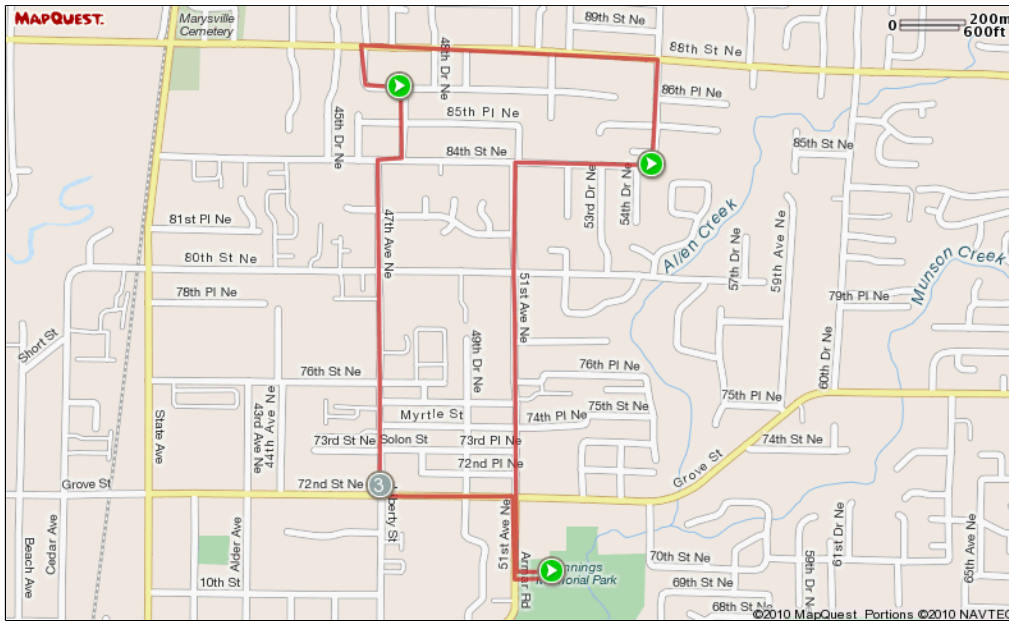 MAPQUEST.
Marysville
Cemetery
89th St Ne
0 200m
600ft
88th St Ne
48th Dr Ne
86th Pl Ne
85th Pl Ne
45th Dr Ne
84th St Ne
85th St Ne
53rd Dr Ne
54th Dr Ne
81st Pl Ne
47th Ave Ne
Allen Creek
80th St Ne
57th Dr Ne
59th Ave Ne
Munson Creek
78th Pl Ne
51st Ave Ne
79th Pl Ne
Short St
49th Dr Ne
60th Dr Ne
76th St Ne
76th Pl Ne
75th Pl Ne
State Ave
43rd Ave Ne
44th Ave Ne
Myrtle St
74th Pl Ne
75th St Ne
73rd St Ne
Solon St
73rd Pl Ne
74th St Ne
72nd Pl Ne
Grove St
Grove St
72nd St Ne
3
Liberty St
51st Ave Ne
Cedar Ave
Beach Ave
Alder Ave
10th St
Armar Rd
Memorial Park
70th St Ne
69th St Ne
68th St Ne
59th Dr Ne
61st Dr Ne
65th Ave Ne
©2010 MapQuest Portions ©2010 NAVTEQ